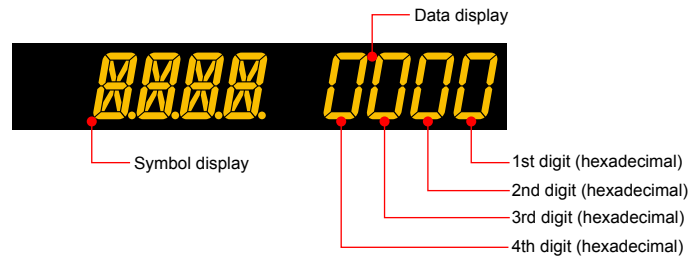 Data display
8.8.8.8. 0000
Symbol display
1st digit (hexadecimal)
2nd digit (hexadecimal)
3rd digit (hexadecimal)
4th digit (hexadecimal)